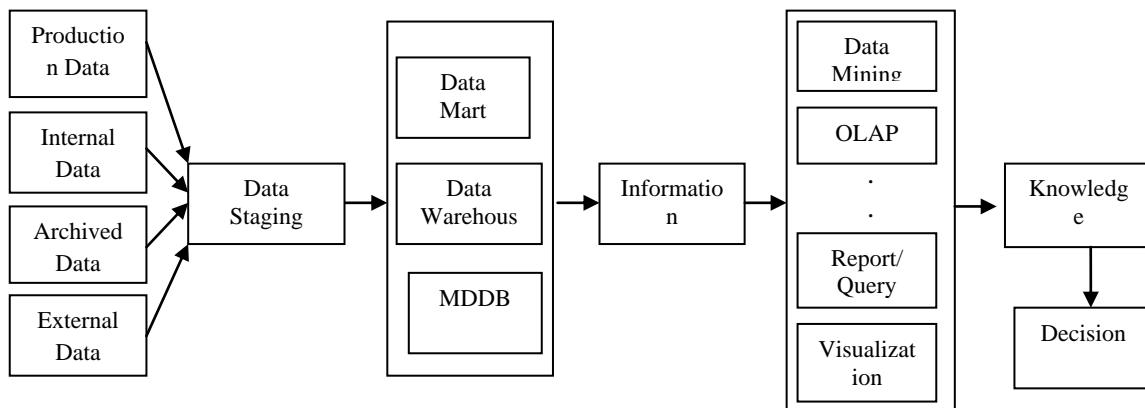 Productio
n Data
Internal
Data
Archived
Data
External
Data
Data
Staging
Data
Mart
Data
Warehous
MDDB
Informatio
n
Data
Mining
OLAP
.
.
Report/
Query
Visualizat
ion
Knowledg
e
Decision